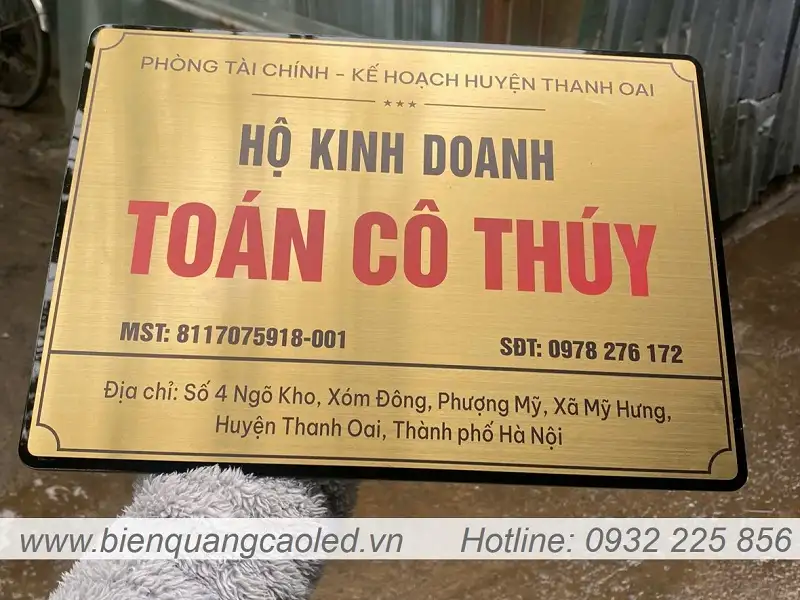 PHÒNG TÀI CHÍNH - KẾ HOẠCH HUYỆN THANH OAI
HỘ KINH DOANH
TOÁN CÔ THÚY
MST: 8117075918-001
SĐT: 0978 276 172
Địa chỉ: Số 4 Ngõ Kho, Xóm Đông, Phượng Mỹ, Xã Mỹ Hưng,
Huyện Thanh Oai, Thành phố Hà Nội
www.bienquangcaoled.vn
Hotline: 0932 225 856